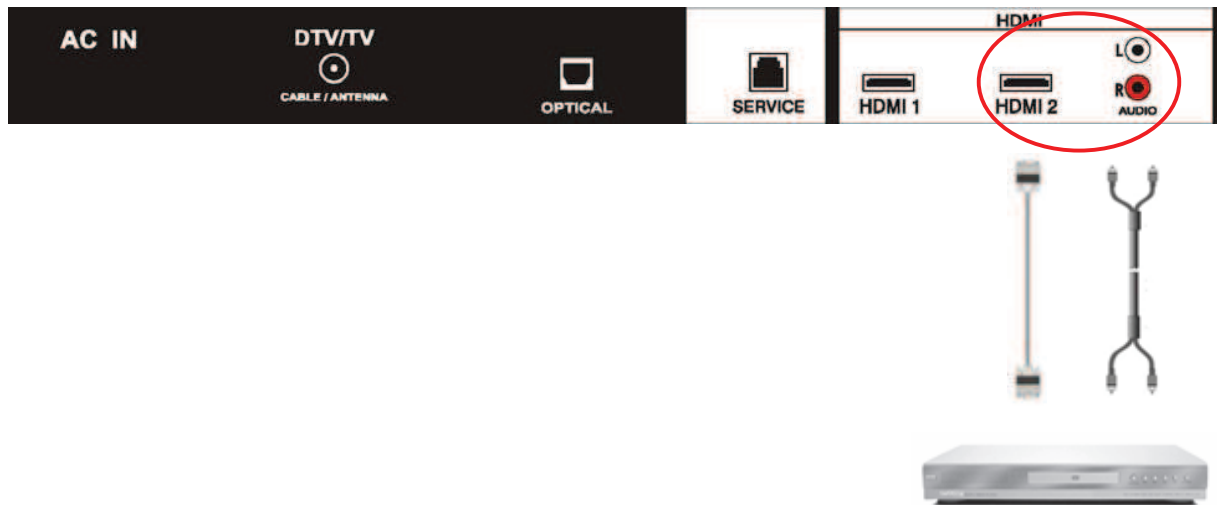 AC IN
DTV/TV
CABLE / ANTENNA
OPTICAL
SERVICE
HDMI
HDMI 1
HDMI 2
L
R
AUDIO